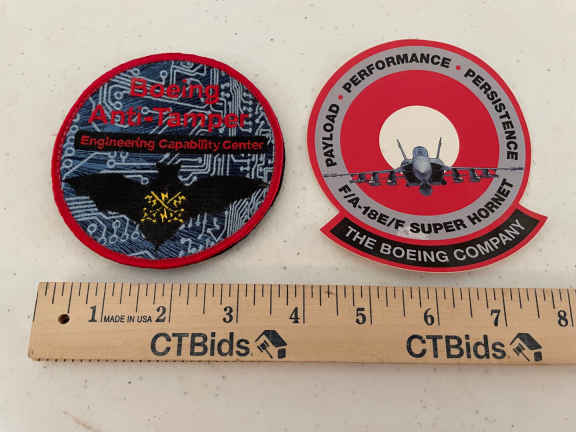 Boeing
Anti-Tamper
Engineering Capability Center
PAYLOAD • PERFORMANCE • PERSISTENCE
F/A-18E/F SUPER HORNET
THE BOEING COMPANY
1 2 3 4 5 6 7 8
MADE IN USA
CTBids. CTBids.